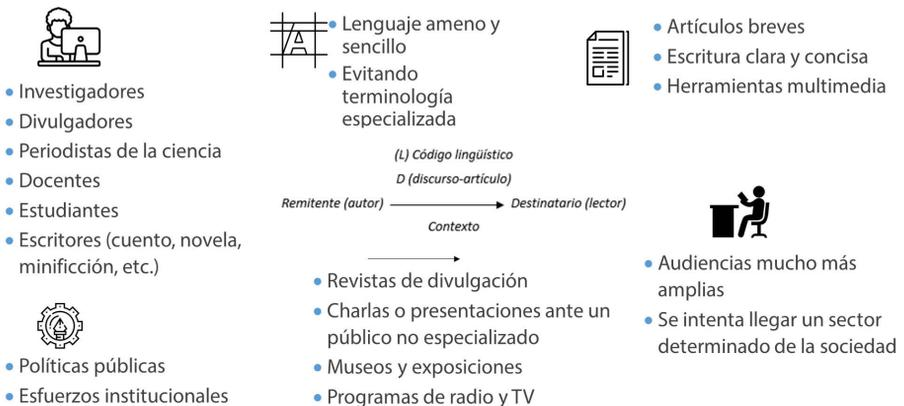 • Investigadores
• Divulgadores
• Periodistas de la ciencia
• Docentes
• Estudiantes
• Escritores (cuento, novela,
minificción, etc.)
• Políticas públicas
• Esfuerzos institucionales
• Lenguaje ameno y
sencillo
• Evitando
terminología
especializada
(L) Código lingüístico
D (discurso-artículo)
Remitente (autor)
Destinatario (lector)
Contexto
• Revistas de divulgación
• Charlas o presentaciones ante un
público no especializado
• Museos y exposiciones
• Programas de radio y TV
• Artículos breves
• Escritura clara y concisa
• Herramientas multimedia
• Audiencias mucho más
amplias
• Se intenta llegar un sector
determinado de la sociedad